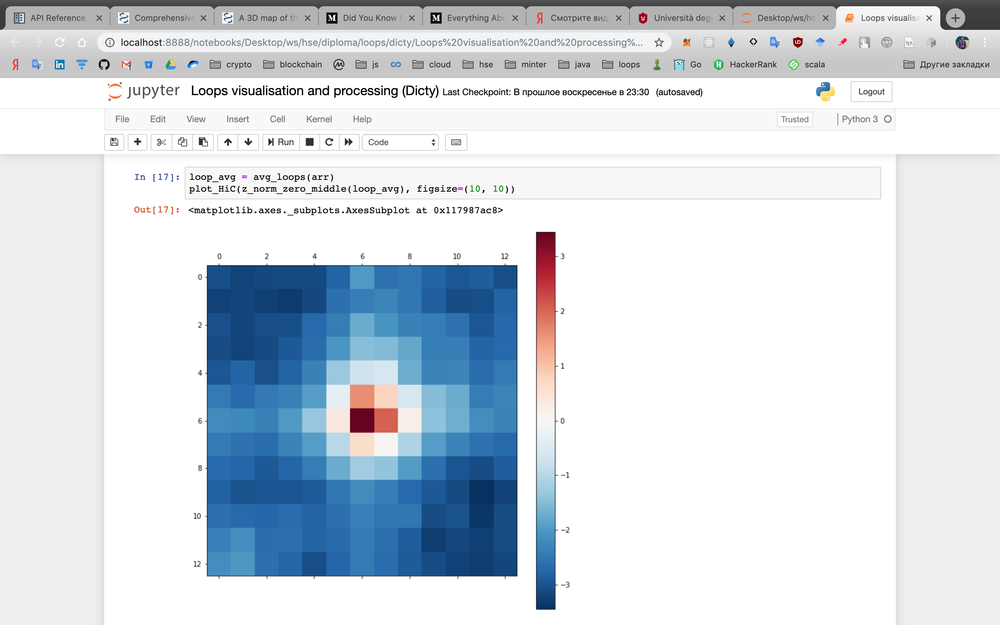 API Reference -
Comprehensive
A 3D map of th
Did You Know
Everything Abo
Смотрите вид
Università degl
Desktop/ws/hs
Loops visualisa
localhost:8888/notebooks/Desktop/ws/hse/diploma/loops/dicty/Loops%20visualisation%20and%20processing%...
crypto
blockchain
js
cloud
hse
minter
java
loops
Go
HackerRank
scala
Другие закладки
jupyter Loops visualisation and processing (Dicty) Last Checkpoint: В прошлое воскресенье в 23:30 (autosaved)
Logout
File Edit View Insert Cell Kernel Help
Trusted
Python 3
Run
Code
In [17]: loop_avg = avg_loops(arr)
plot_HiC(z_norm_zero_middle(loop_avg), figsize=(10, 10))
Out[17]: <matplotlib.axes._subplots.AxesSubplot at 0x117987ac8>
0 2 4 6 8 10 12
0
2
4
6
8
10
12
3
2
1
0
−1
−2
−3